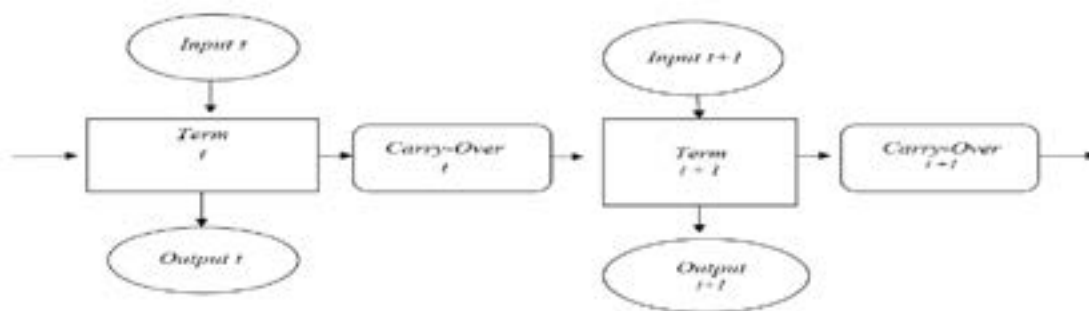 Input t
Input t+1
Term
t
Carry-Over
t
Term
t + 1
Carry-Over
t+1
Output t
Output
t+1